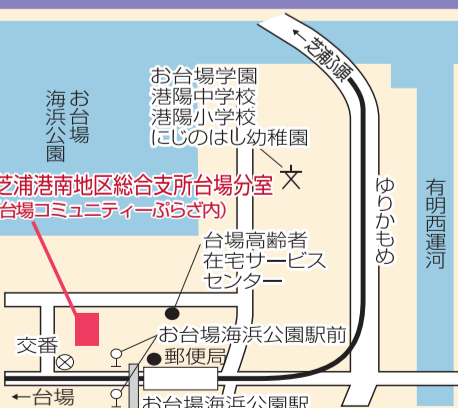 ←芝浦ふ頭
お台場学園
港陽中学校
港陽小学校
にじのはし幼稚園
お台場
海浜公園
芝浦港南地区総合支所台場分室
台場コミュニティーぷらざ内)
ゆりかもめ
有明西運河
台場高齢者
在宅サービス
センター
お台場海浜公園駅前
交番
郵便局
←台場
お台場海浜公園駅